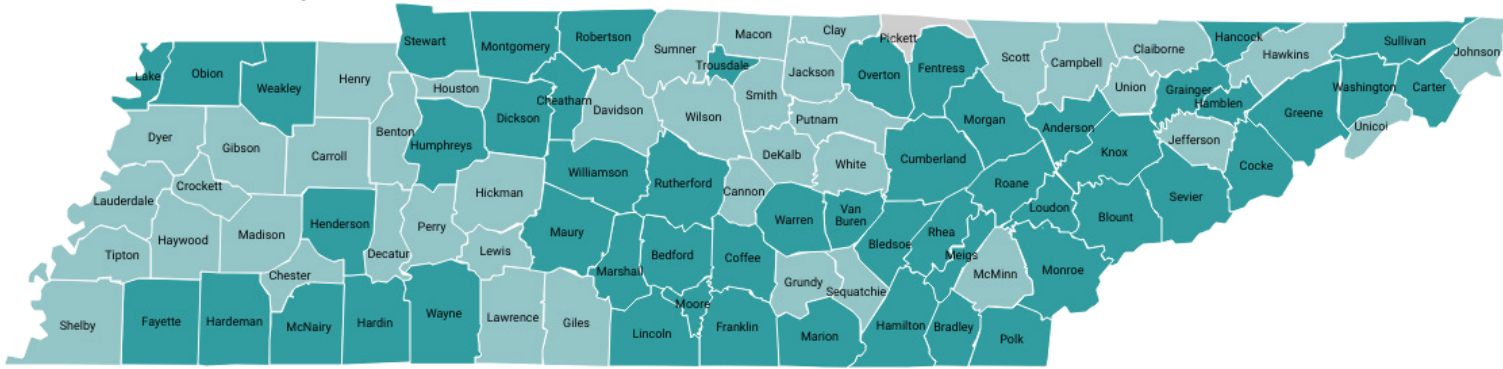 Stewart
Montgomery
Robertson
Sumner
Macon
Clay
Pickett
Lake
Obion
Weakley
Henry
Houston
Trousdale
Jackson
Overton
Fentress
Scott
Campbell
Claiborne
Hancock
Hawkins
Sullivan
Johnson
Dyer
Gibson
Carroll
Benton
Humphreys
Dickson
Cheatham
Davidson
Wilson
Smith
Putnam
Morgan
Anderson
Union
Grainger
Hamblen
Greene
Washington
Carter
Unicoi
Lauderdale
Crockett
Haywood
Madison
Henderson
Decatur
Perry
Hickman
Williamson
Rutherford
Cannon
DeKalb
White
Cumberland
Roane
Knox
Jefferson
Cocke
Sevier
Blount
Loudon
Tipton
Chester
Lewis
Maury
Marshall
Bedford
Coffee
Warren
Van
Buren
Bledsoe
Rhea
Meigs
McMinn
Monroe
Shelby
Fayette
Hardeman
McNairy
Hardin
Wayne
Lawrence
Giles
Lincoln
Moore
Franklin
Grundy
Sequatchie
Marion
Hamilton
Bradley
Polk